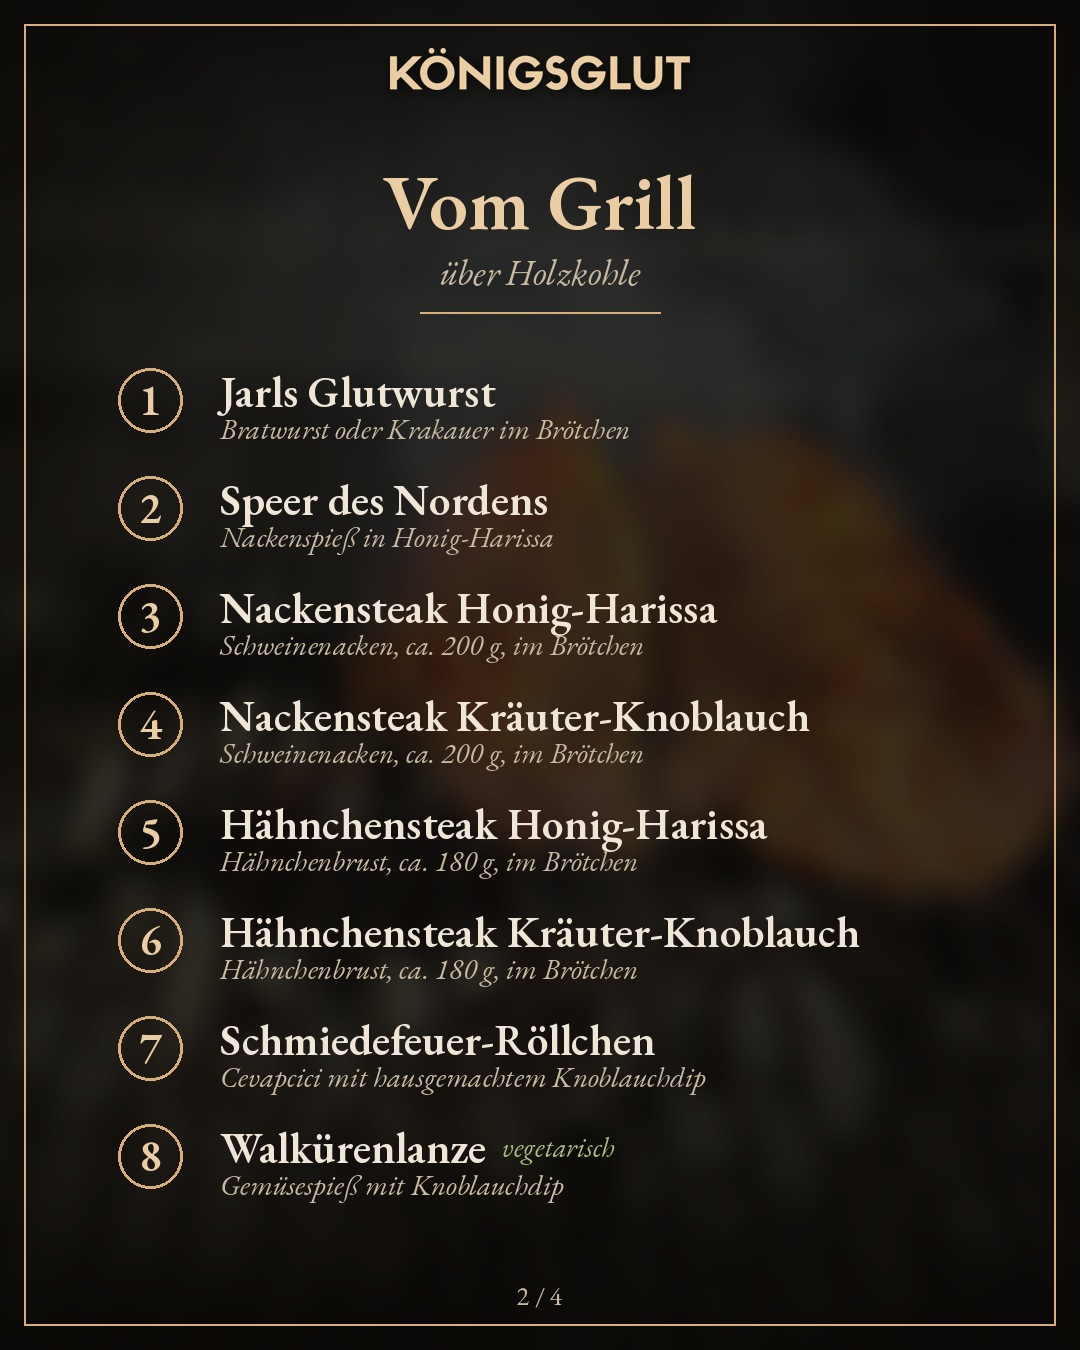 KÖNIGSGLUT
Vom Grill
über Holzkohle
1 Jarls Glutwurst
Bratwurst oder Krakauer im Brötchen
2 Speer des Nordens
Nackenspieß in Honig-Harissa
3 Nackensteak Honig-Harissa
Schweinenacken, ca. 200 g, im Brötchen
4 Nackensteak Kräuter-Knoblauch
Schweinenacken, ca. 200 g, im Brötchen
5 Hähnchensteak Honig-Harissa
Hähnchenbrust, ca. 180 g, im Brötchen
6 Hähnchensteak Kräuter-Knoblauch
Hähnchenbrust, ca. 180 g, im Brötchen
7 Schmiedefeuer-Röllchen
Cevapcici mit hausgemachtem Knoblauchdip
8 Walkürenlanze vegetarisch
Gemüsespieß mit Knoblauchdip
2 / 4